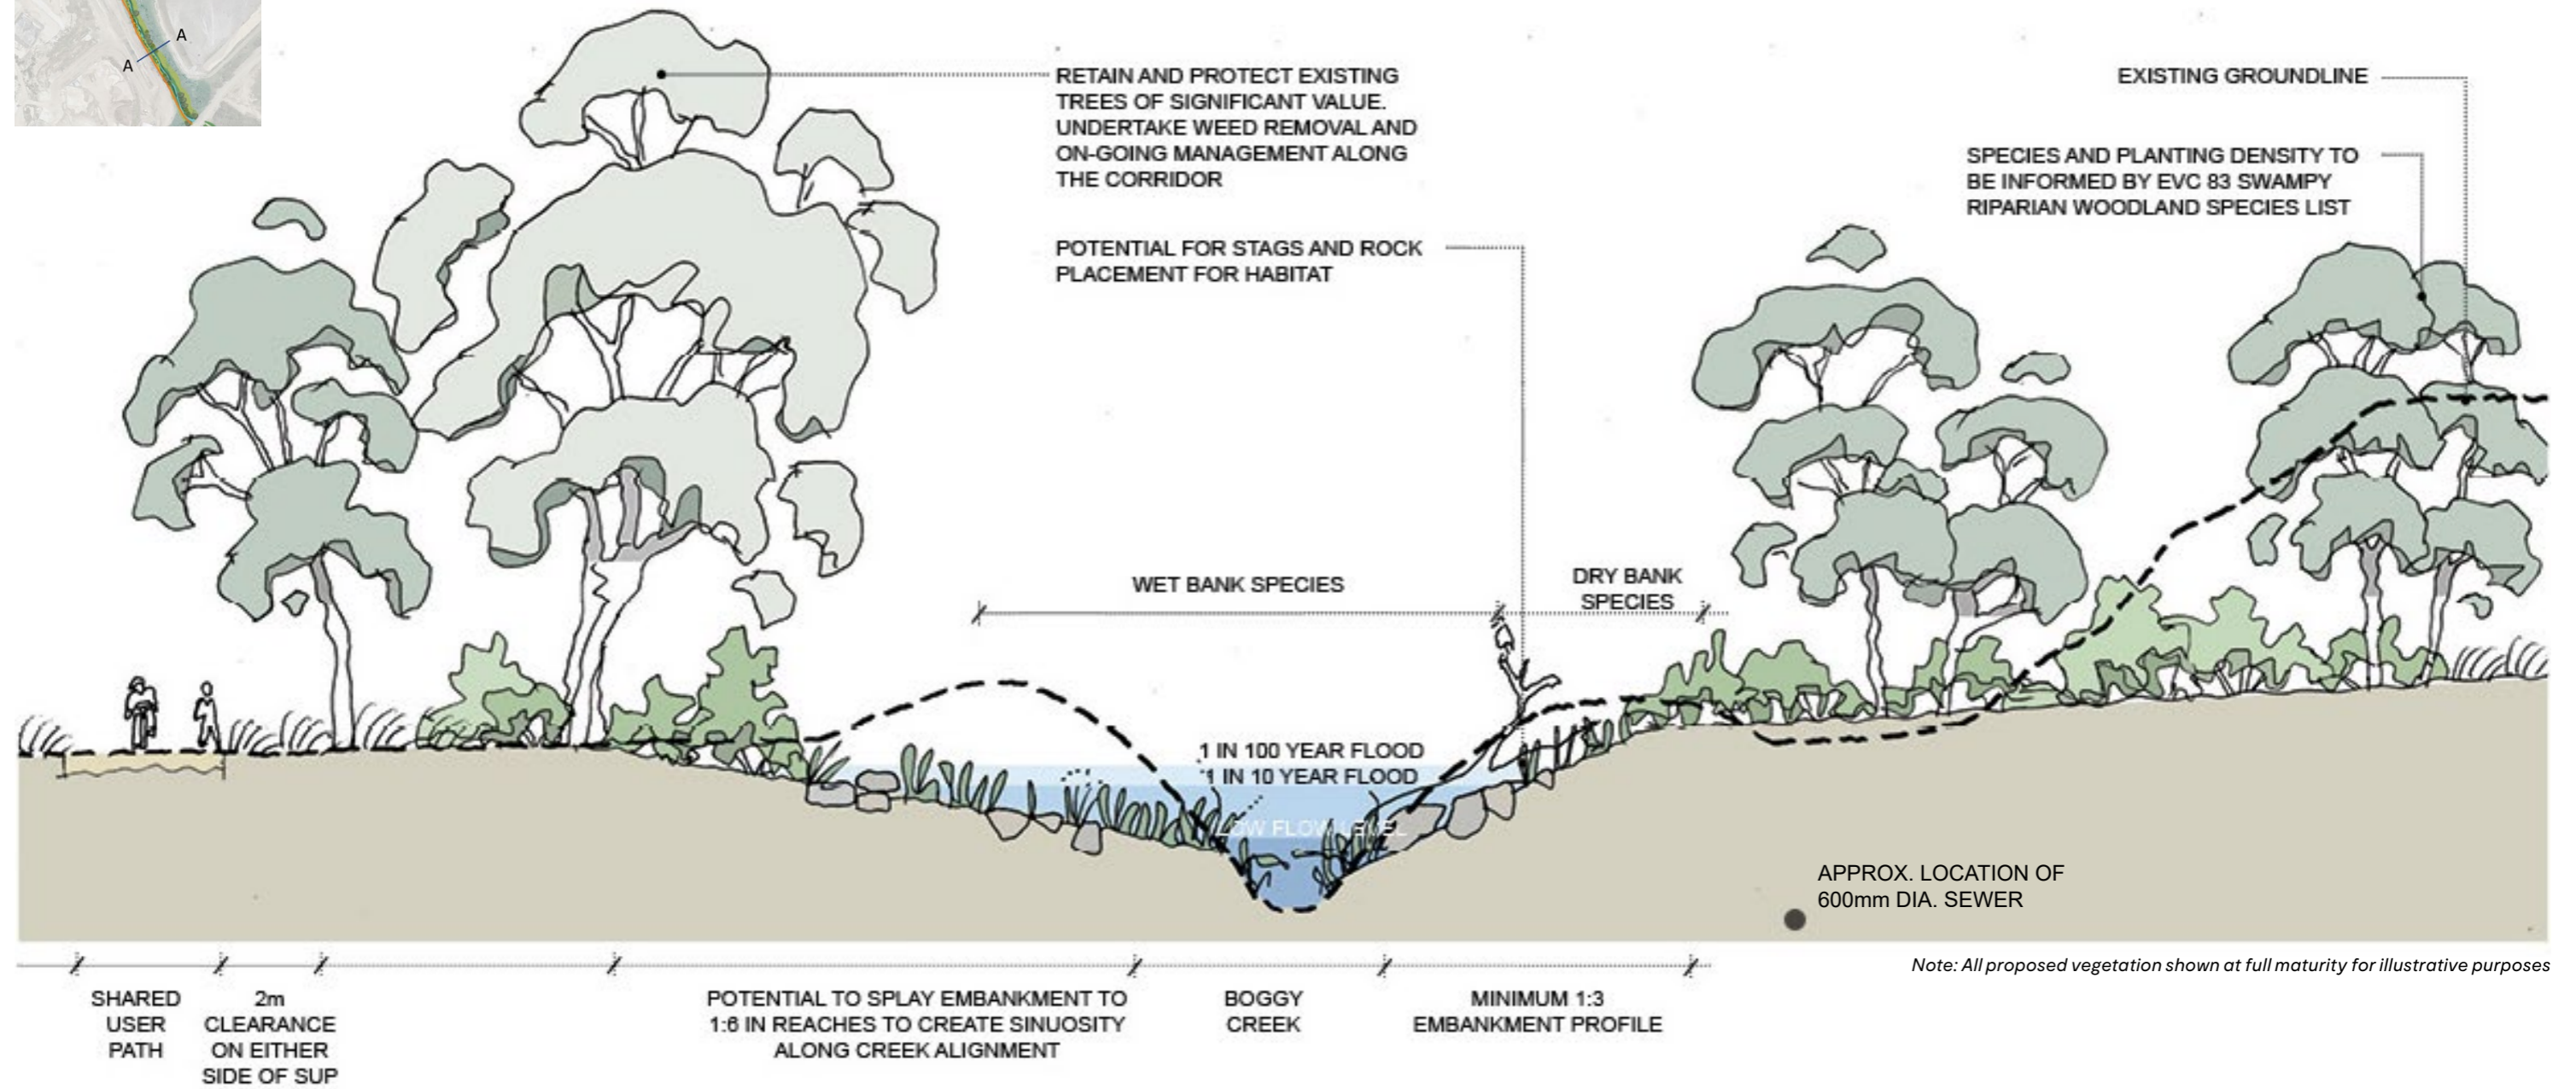 A
A
RETAIN AND PROTECT EXISTING
TREES OF SIGNIFICANT VALUE.
UNDERTAKE WEED REMOVAL AND
ON-GOING MANAGEMENT ALONG
THE CORRIDOR
POTENTIAL FOR STAGS AND ROCK
PLACEMENT FOR HABITAT
EXISTING GROUNDLINE
SPECIES AND PLANTING DENSITY TO
BE INFORMED BY EVC 83 SWAMPY
RIPARIAN WOODLAND SPECIES LIST
WET BANK SPECIES
DRY BANK
SPECIES
1 IN 100 YEAR FLOOD
1 IN 10 YEAR FLOOD
LOW FLOW LEVEL
APPROX. LOCATION OF
600mm DIA. SEWER
Note: All proposed vegetation shown at full maturity for illustrative purposes
SHARED
USER
PATH
2m
CLEARANCE
ON EITHER
SIDE OF SUP
POTENTIAL TO SPLAY EMBANKMENT TO
1:6 IN REACHES TO CREATE SINUOSITY
ALONG CREEK ALIGNMENT
BOGGY
CREEK
MINIMUM 1:3
EMBANKMENT PROFILE